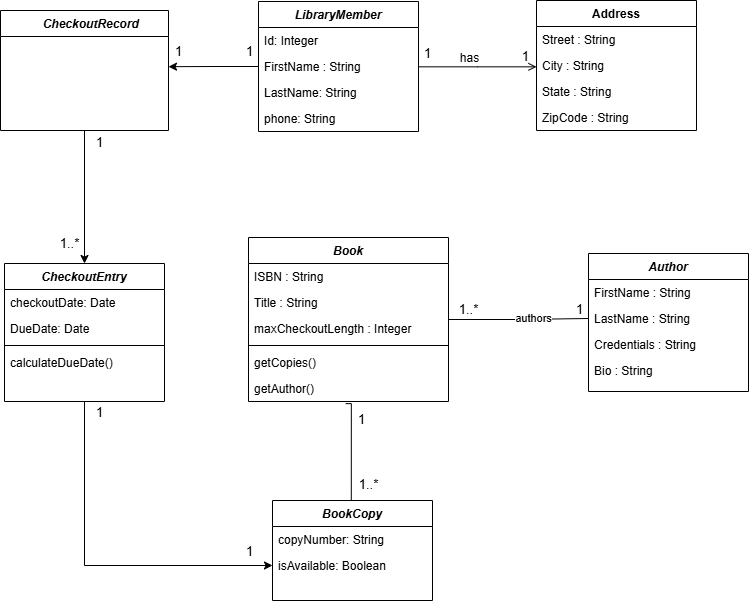 CheckoutRecord
LibraryMember
Id: Integer
FirstName : String
LastName: String
phone: String
Address
Street : String
City : String
State : String
ZipCode : String
1
1
1
has
1
1
1..*
CheckoutEntry
checkoutDate: Date
DueDate: Date
calculateDueDate()
Book
ISBN : String
Title : String
maxCheckoutLength : Integer
getCopies()
getAuthor()
1..*
authors
1
Author
FirstName : String
LastName : String
Credentials : String
Bio : String
1
1
1..*
1
BookCopy
copyNumber: String
isAvailable: Boolean